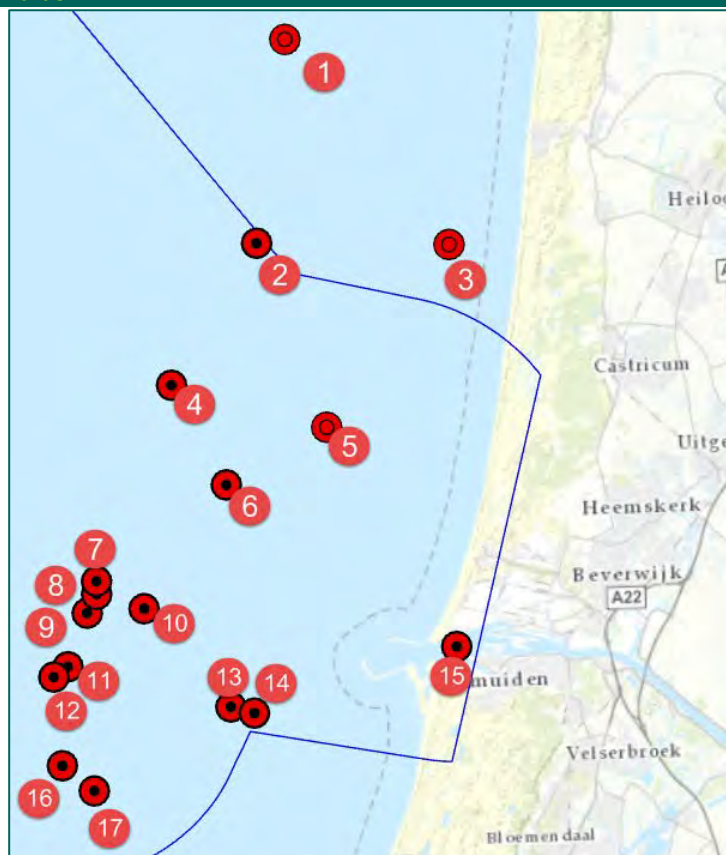 1
Heiloo
2
3
Castricum
4
5
Uitge
6
Heemskerk
7
Beverwijk
8
A22
9
10
11
13
14
15
muiden
12
Velserbroek
16
17
Bloemendaal